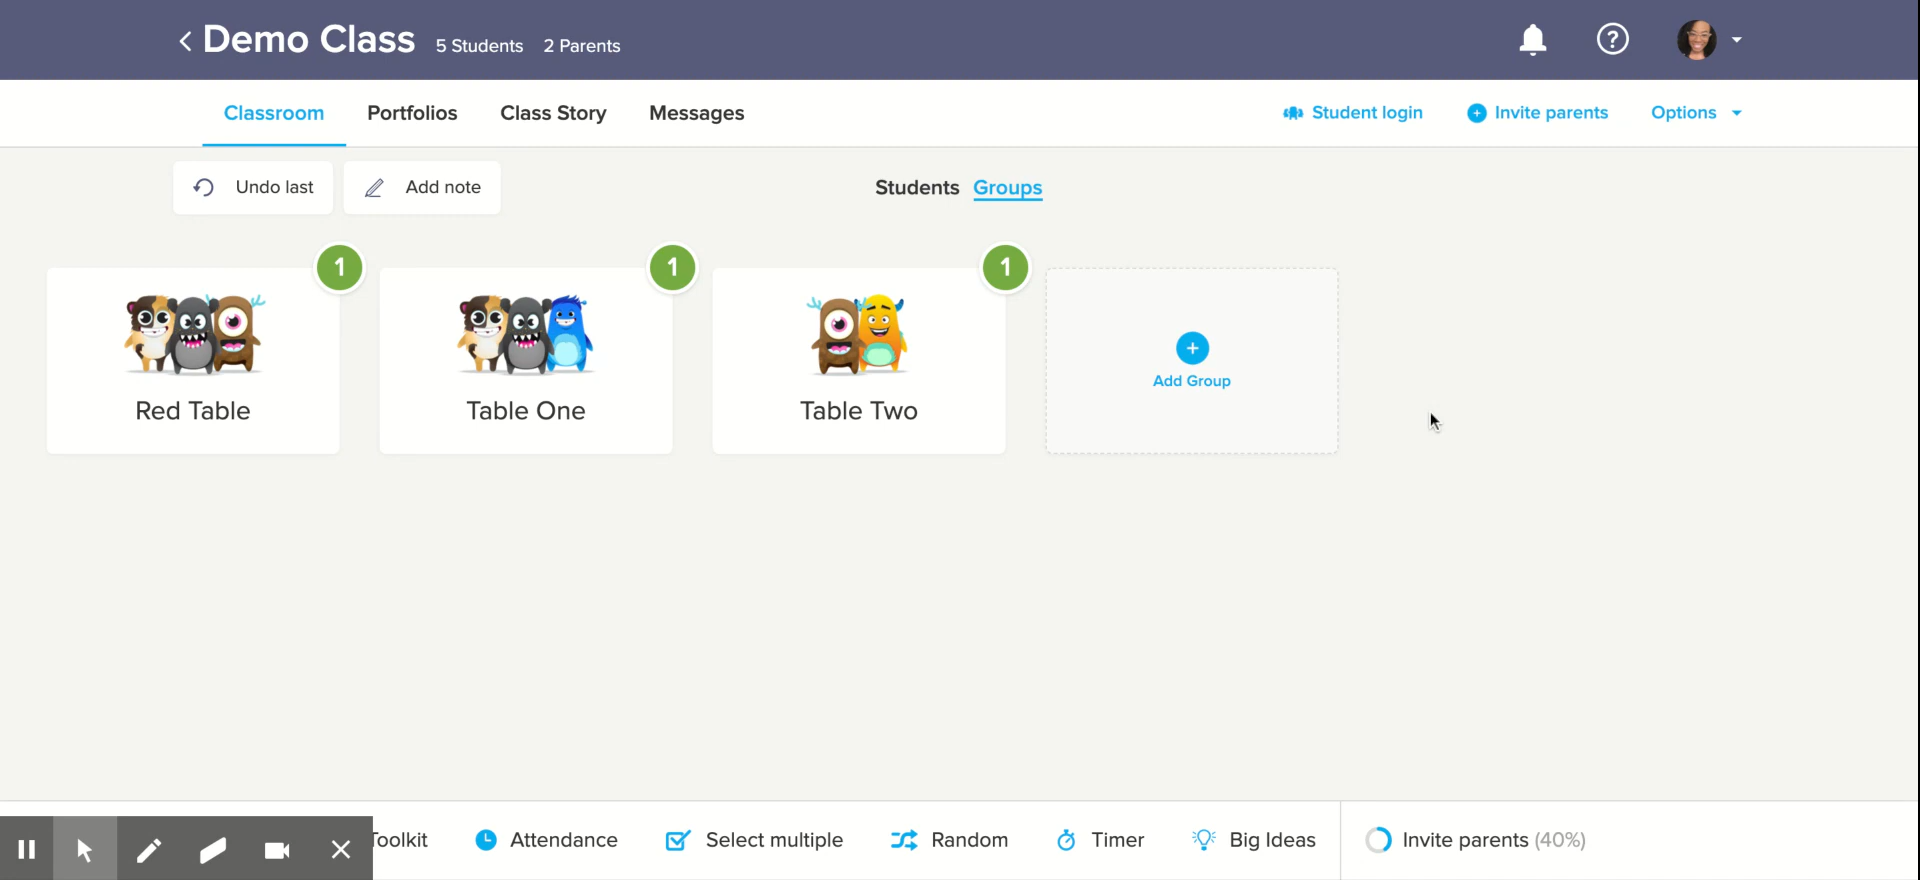 Demo Class 5 Students 2 Parents
Classroom Portfolios Class Story Messages Student login Invite parents Options
Undo last Add note Students Groups
1 1 1
Add Group
Red Table Table One Table Two
Toolkit Attendance Select multiple Random Timer Big Ideas Invite parents (40%)